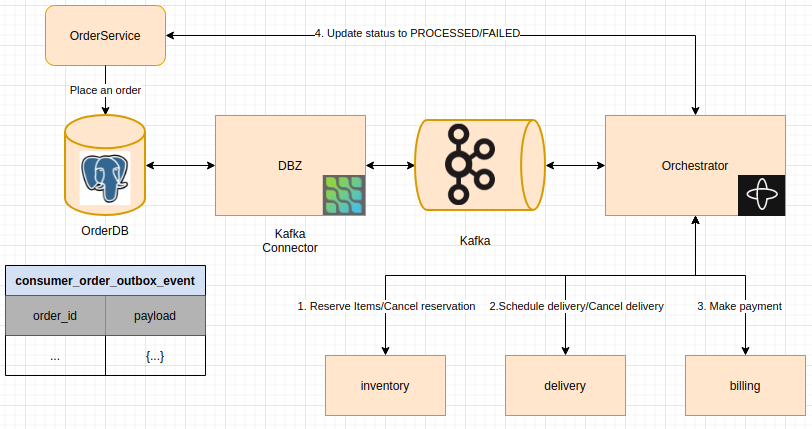 OrderService
4. Update status to PROCESSED/FAILED
Place an order
DBZ
Orchestrator
OrderDB
Kafka
Connector
Kafka
consumer_order_outbox_event
order_id payload
... {...}
1. Reserve Items/Cancel reservation
2.Schedule delivery/Cancel delivery
3. Make payment
inventory
delivery
billing